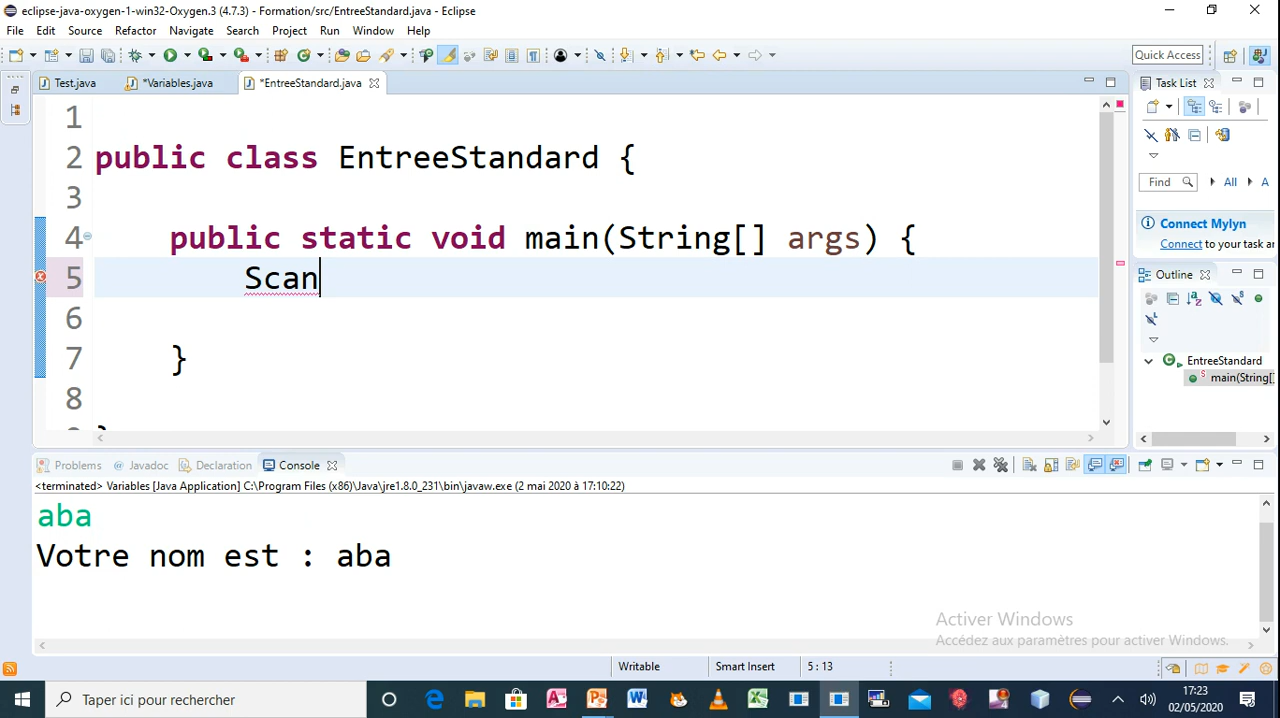 eclipse-java-oxygen-1-win32-Oxygen.3 (4.7.3) - Formation/src/EntreeStandard.java - Eclipse
File Edit Source Refactor Navigate Search Project Run Window Help
Quick Access
Test.java *Variables.java *EntreeStandard.java Task List
1
2 public class EntreeStandard {
3
4 public static void main(String[] args) {
5 Scan
6
7 }
8
Find All A
Connect Mylyn
Connect to your task ar
Outline
EntreeStandard
main(String[]
Problems Javadoc Declaration Console
<terminated> Variables [Java Application] C:\Program Files (x86)\Java\jre1.8.0_231\bin\javaw.exe (2 mai 2020 à 17:10:22)
aba
Votre nom est : aba
Activer Windows
Accédez aux paramètres pour activer Windows.
Writable Smart Insert 5 : 13
Taper ici pour rechercher
17:23
02/05/2020